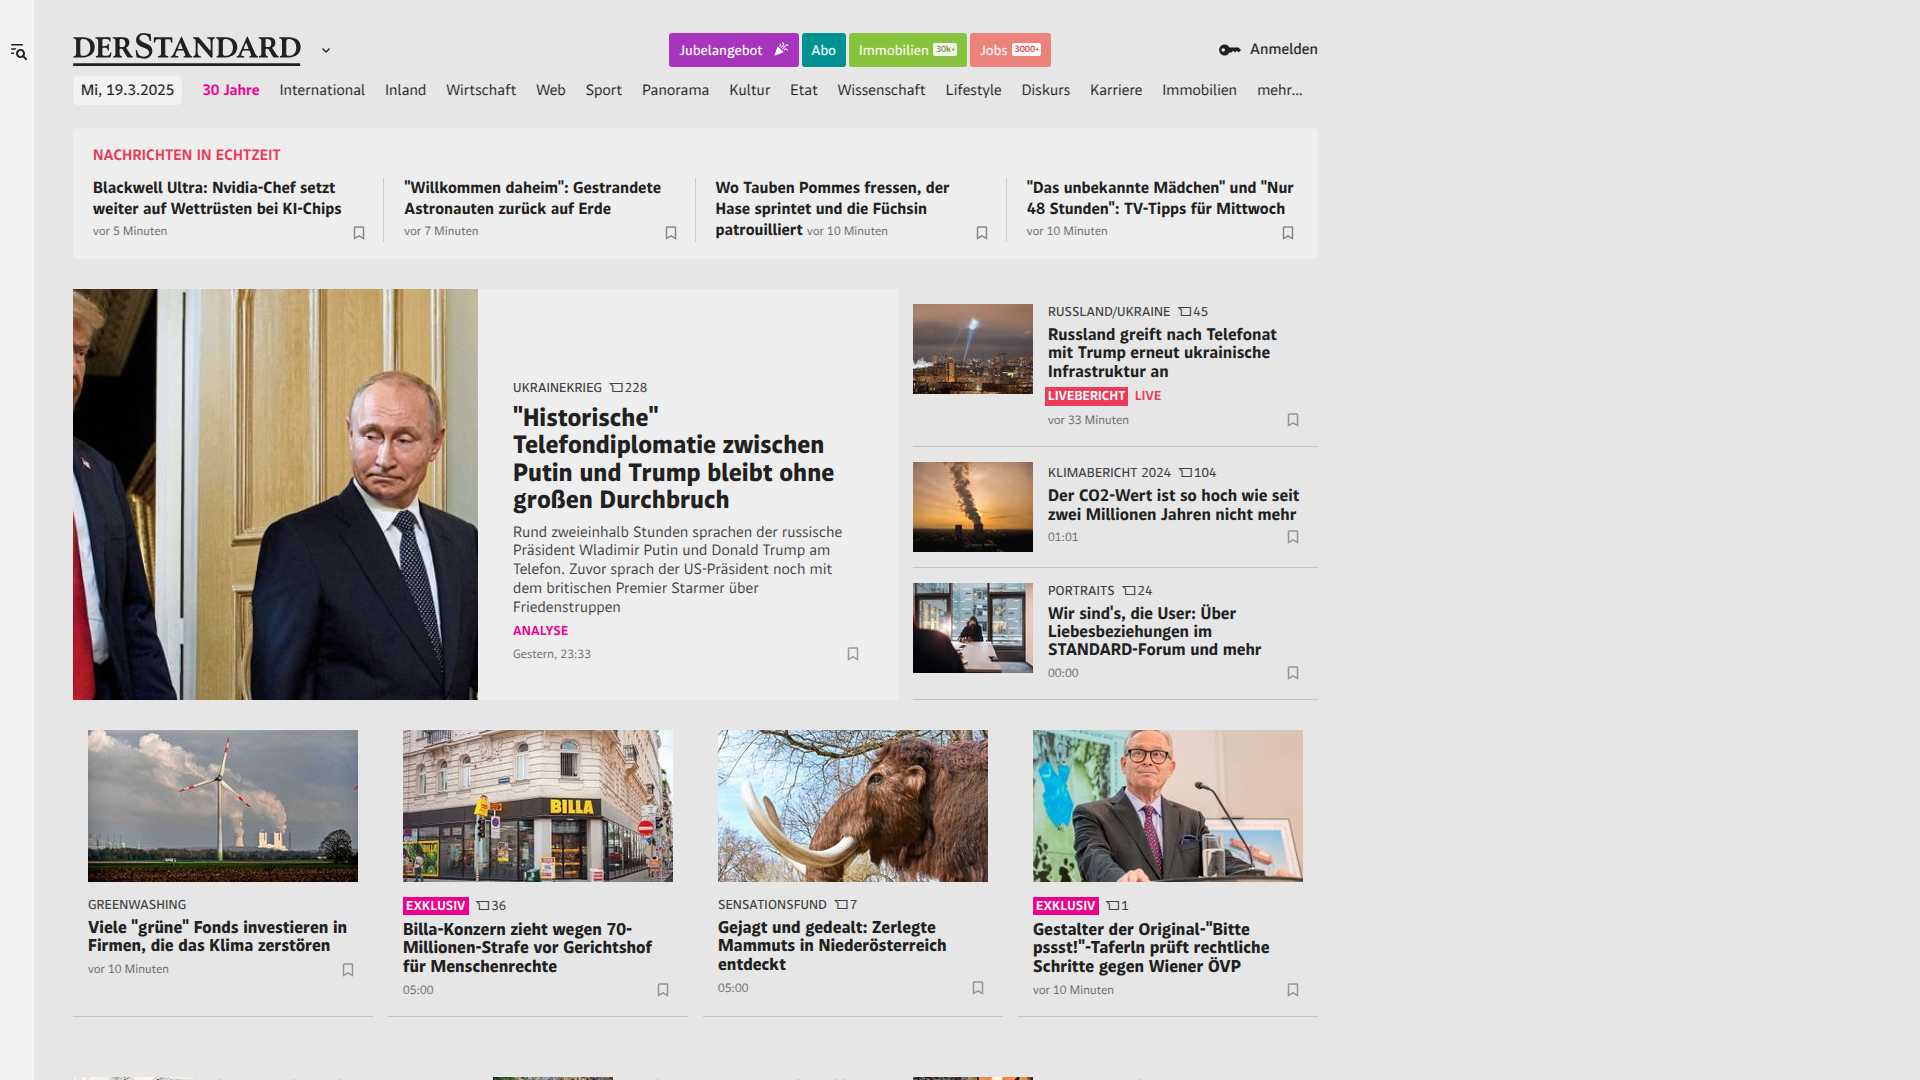 DERSTANDARD
Jubelangebot
Abo
Immobilien 30k+
Jobs 3000+
Anmelden
Mi, 19.3.2025
30 Jahre
International
Inland
Wirtschaft
Web
Sport
Panorama
Kultur
Etat
Wissenschaft
Lifestyle
Diskurs
Karriere
Immobilien
mehr...
NACHRICHTEN IN ECHTZEIT
Blackwell Ultra: Nvidia-Chef setzt
weiter auf Wettrüsten bei KI-Chips
vor 5 Minuten
"Willkommen daheim": Gestrandete
Astronauten zurück auf Erde
vor 7 Minuten
Wo Tauben Pommes fressen, der
Hase sprintet und die Füchsin
patrouilliert vor 10 Minuten
"Das unbekannte Mädchen" und "Nur
48 Stunden": TV-Tipps für Mittwoch
vor 10 Minuten
UKRAINEKRIEG 228
"Historische"
Telefondiplomatie zwischen
Putin und Trump bleibt ohne
großen Durchbruch
Rund zweieinhalb Stunden sprachen der russische
Präsident Wladimir Putin und Donald Trump am
Telefon. Zuvor sprach der US-Präsident noch mit
dem britischen Premier Starmer über
Friedenstruppen
ANALYSE
Gestern, 23:33
RUSSLAND/UKRAINE 45
Russland greift nach Telefonat
mit Trump erneut ukrainische
Infrastruktur an
LIVEBERICHT LIVE
vor 33 Minuten
KLIMABERICHT 2024 104
Der CO2-Wert ist so hoch wie seit
zwei Millionen Jahren nicht mehr
01:01
PORTRAITS 24
Wir sind's, die User: Über
Liebesbeziehungen im
STANDARD-Forum und mehr
00:00
GREENWASHING
Viele "grüne" Fonds investieren in
Firmen, die das Klima zerstören
vor 10 Minuten
BILLA
EXKLUSIV 36
Billa-Konzern zieht wegen 70-
Millionen-Strafe vor Gerichtshof
für Menschenrechte
05:00
SENSATIONSFUND 7
Gejagt und gedealt: Zerlegte
Mammuts in Niederösterreich
entdeckt
05:00
EXKLUSIV 1
Gestalter der Original-"Bitte
pssst!"-Taferln prüft rechtliche
Schritte gegen Wiener ÖVP
vor 10 Minuten